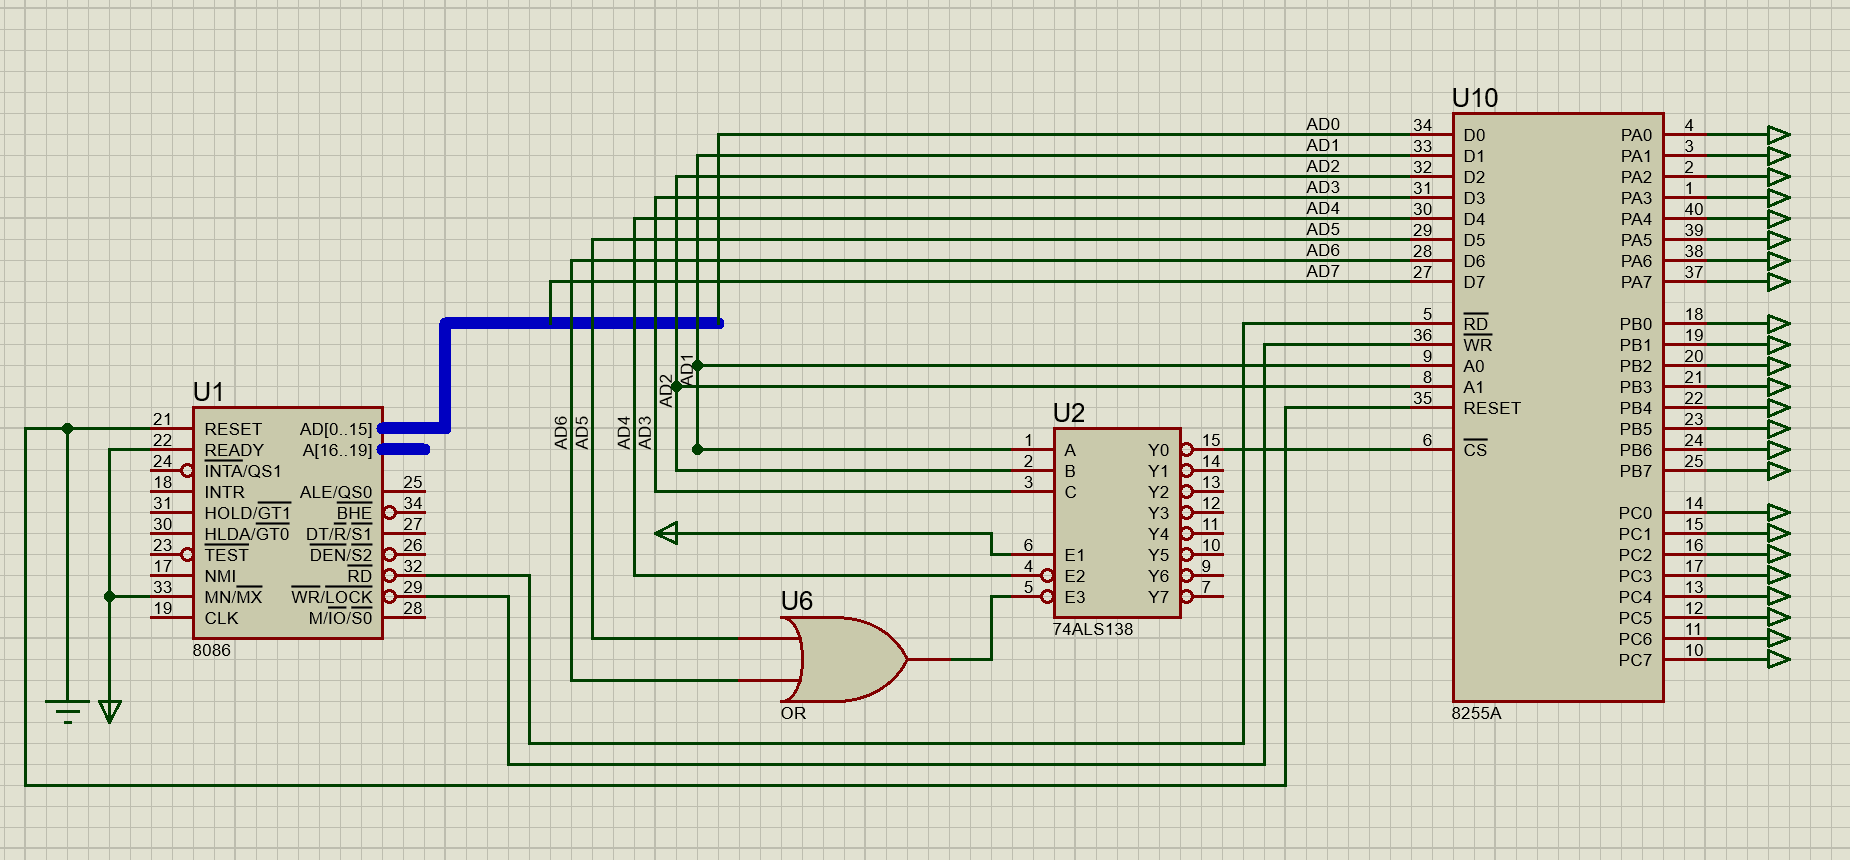 U10
AD0 34 D0 PA0 4
AD1 33 D1 PA1 3
AD2 32 D2 PA2 2
AD3 31 D3 PA3 1
AD4 30 D4 PA4 40
AD5 29 D5 PA5 39
AD6 28 D6 PA6 38
AD7 27 D7 PA7 37
5 RD PB0 18
36 WR PB1 19
9 A0 PB2 20
8 A1 PB3 21
35 RESET PB4 22
PB5 23
6 CS PB6 24
PB7 25
PC0 14
PC1 15
PC2 16
PC3 17
PC4 13
PC5 12
PC6 11
PC7 10
8255A
AD6
AD5
AD4
AD3
AD2
AD1
U1
21 RESET AD[0..15]
22 READY A[16..19]
24 INTA/QS1
18 INTR ALE/QS0 25
31 HOLD/GT1 BHE 34
30 HLDA/GT0 DT/R/S1 27
23 TEST DEN/S2 26
17 NMI RD 32
33 MN/MX WR/LOCK 29
19 CLK M/IO/S0 28
8086
U2
1 A Y0 15
2 B Y1 14
3 C Y2 13
Y3 12
Y4 11
6 E1 Y5 10
4 E2 Y6 9
5 E3 Y7 7
74ALS138
U6
OR